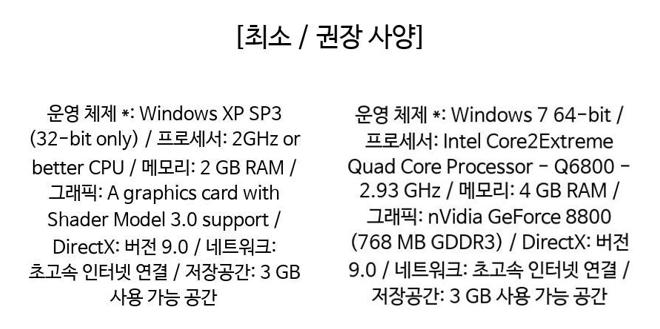 [최소 / 권장 사양]
운영 체제 *: Windows XP SP3
(32-bit only) / 프로세서: 2GHz or
better CPU / 메모리: 2 GB RAM /
그래픽: A graphics card with
Shader Model 3.0 support /
DirectX: 버전 9.0 / 네트워크:
초고속 인터넷 연결 / 저장공간: 3 GB
사용 가능 공간
운영 체제 *: Windows 7 64-bit /
프로세서: Intel Core2Extreme
Quad Core Processor - Q6800 -
2.93 GHz / 메모리: 4 GB RAM /
그래픽: nVidia GeForce 8800
(768 MB GDDR3) / DirectX: 버전
9.0 / 네트워크: 초고속 인터넷 연결 /
저장공간: 3 GB 사용 가능 공간